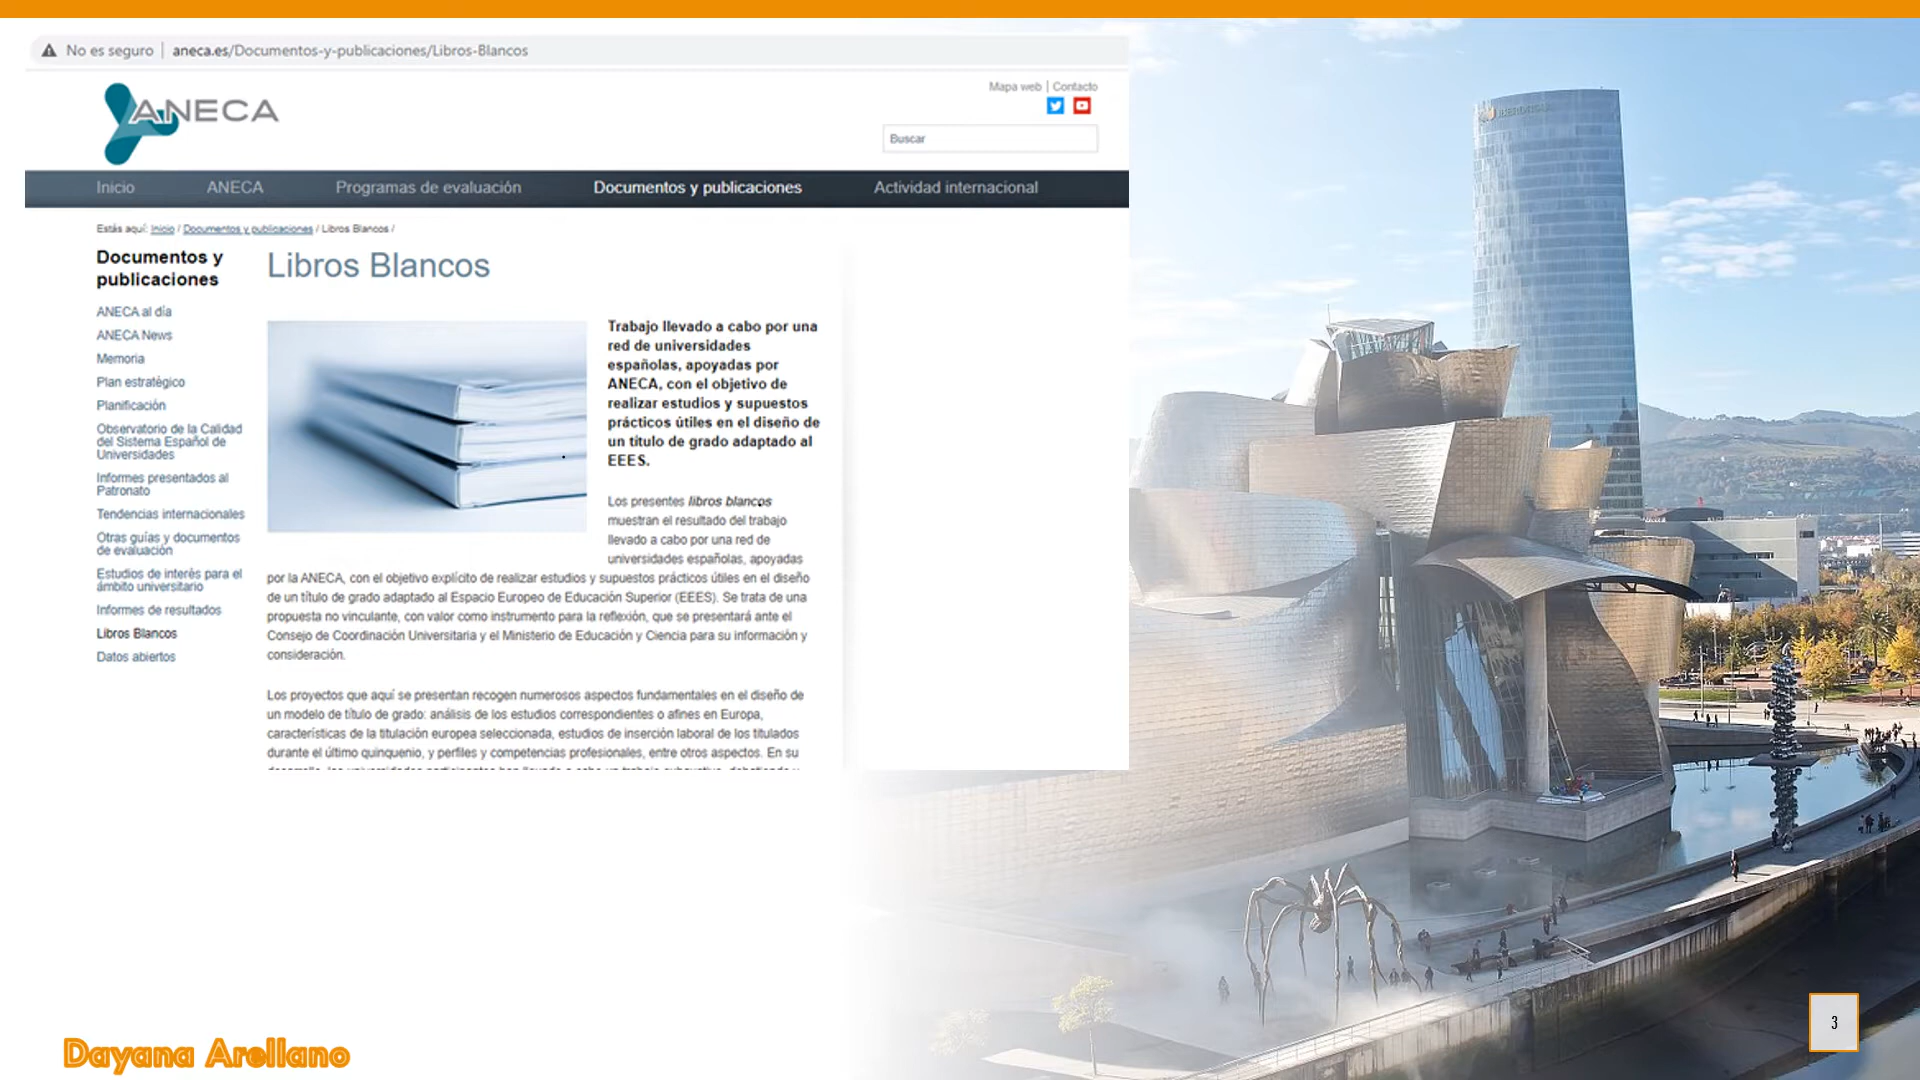 No es seguro | aneca.es/Documentos-y-publicaciones/Libros-Blancos
ANECA
Mapa web | Contacto
Buscar
Inicio ANECA Programas de evaluación Documentos y publicaciones Actividad internacional
Estás aquí: Inicio / Documentos y publicaciones / Libros Blancos /
Documentos y
publicaciones
ANECA al día
ANECA News
Memoria
Plan estratégico
Planificación
Observatorio de la Calidad
del Sistema Español de
Universidades
Informes presentados al
Patronato
Tendencias internacionales
Otras guías y documentos
de evaluación
Estudios de interés para el
ámbito universitario
Informes de resultados
Libros Blancos
Datos abiertos
Libros Blancos
Trabajo llevado a cabo por una
red de universidades
españolas, apoyadas por
ANECA, con el objetivo de
realizar estudios y supuestos
prácticos útiles en el diseño de
un título de grado adaptado al
EEES.
Los presentes libros blancos
muestran el resultado del trabajo
llevado a cabo por una red de
universidades españolas, apoyadas
por la ANECA, con el objetivo explícito de realizar estudios y supuestos prácticos útiles en el diseño
de un título de grado adaptado al Espacio Europeo de Educación Superior (EEES). Se trata de una
propuesta no vinculante, con valor como instrumento para la reflexión, que se presentará ante el
Consejo de Coordinación Universitaria y el Ministerio de Educación y Ciencia para su información y
consideración.
Los proyectos que aquí se presentan recogen numerosos aspectos fundamentales en el diseño de
un modelo de título de grado: análisis de los estudios correspondientes o afines en Europa,
características de la titulación europea seleccionada, estudios de inserción laboral de los titulados
durante el último quinquenio, y perfiles y competencias profesionales, entre otros aspectos. En su
IBERDROLA
Dayana Arellano
3